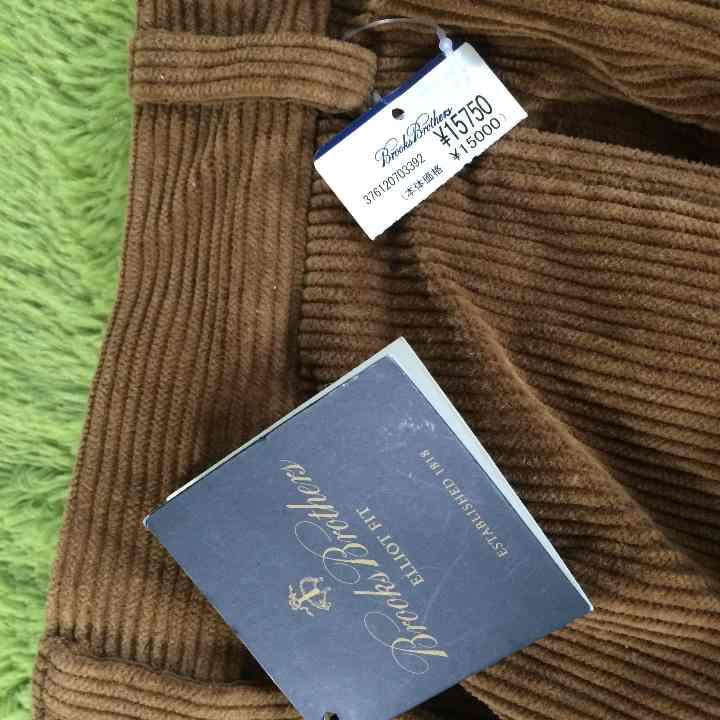 Brooks Brothers
¥15750
376120703392
¥15000)
(本体価格
Brooks Brothers
ELLIOT FIT
ESTABLISHED 1818